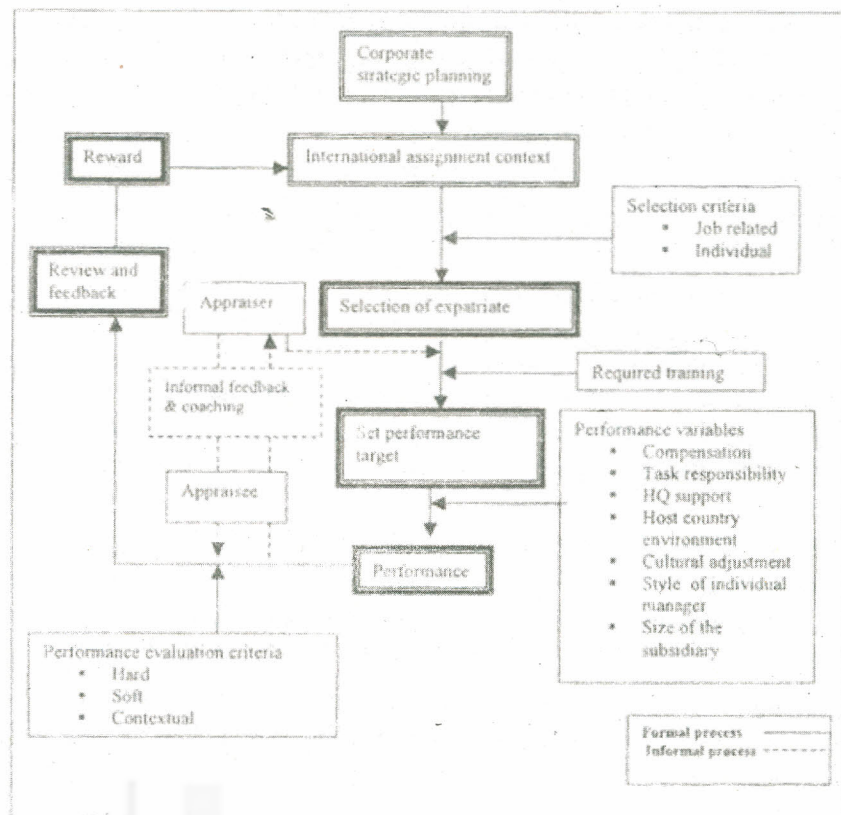 Corporate
strategic planning
Reward
International assignment context
Selection criteria
▪ Job related
▪ Individual
Review and
feedback
Appraiser
Selection of expatriate
Required training
Informal feedback
& coaching
Set performance
target
Performance variables
▪ Compensation
▪ Task responsibility
▪ HQ support
▪ Host country
environment
▪ Cultural adjustment
▪ Style of individual
manager
▪ Size of the
subsidiary
Appraisee
Performance
Performance evaluation criteria
▪ Hard
▪ Soft
▪ Contextual
Formal process
Informal process